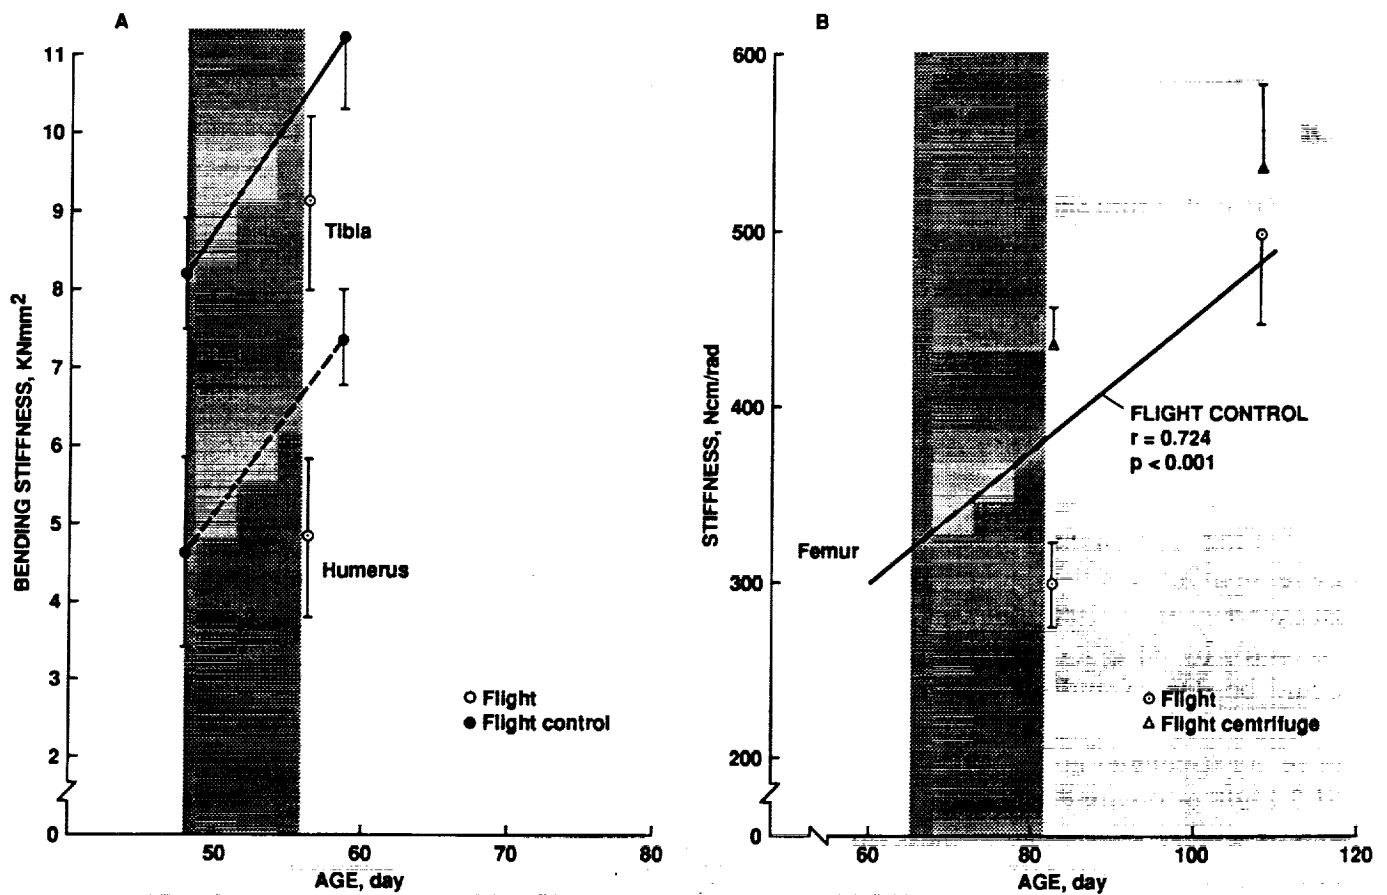 A
11
10
9
8
7
6
5
4
3
2
0
BENDING STIFFNESS, KNmm²
Tibia
Humerus
Flight
Flight control
50
60
70
80
AGE, day
B
600
500
400
300
200
0
STIFFNESS, Ncm/rad
Femur
FLIGHT CONTROL
r = 0.724
p < 0.001
Flight
Flight centrifuge
60
80
100
120
AGE, day